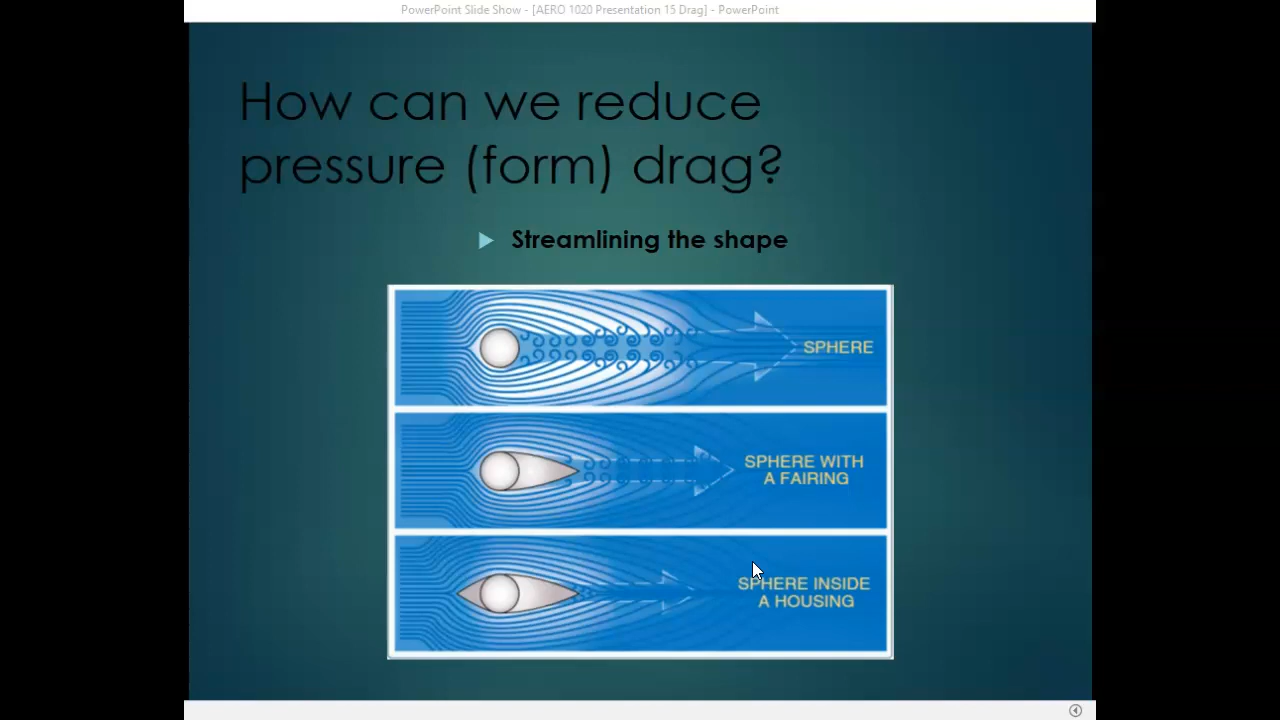 PowerPoint Slide Show - [AERO 1020 Presentation 15 Drag] - PowerPoint
How can we reduce
pressure (form) drag?
Streamlining the shape
SPHERE
SPHERE WITH
A FAIRING
SPHERE INSIDE
A HOUSING